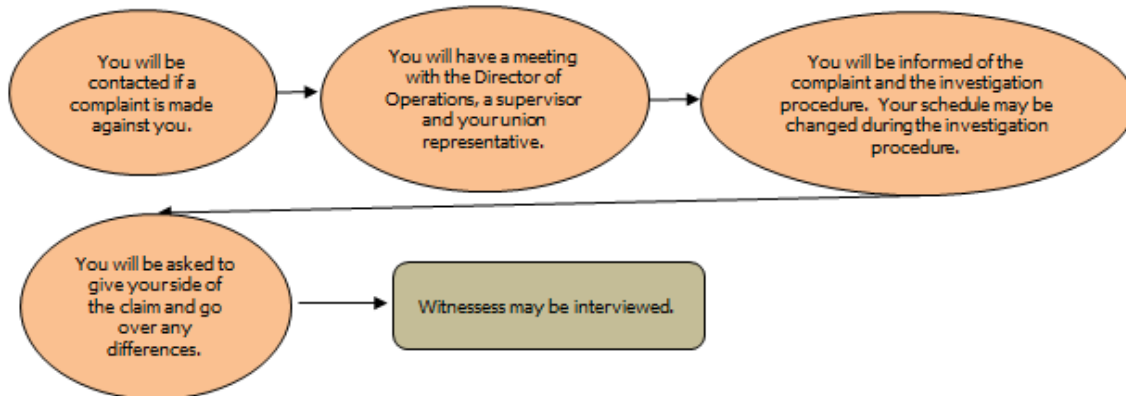 You will be
contacted if a
complaint is made
against you.
You will have a meeting
with the Director of
Operations, a supervisor
and your union
representative.
You will be informed of the
complaint and the investigation
procedure. Your schedule may be
changed during the investigation
procedure.
You will be asked to
give your side of
the claim and go
over any
differences.
Witnessess may be interviewed.